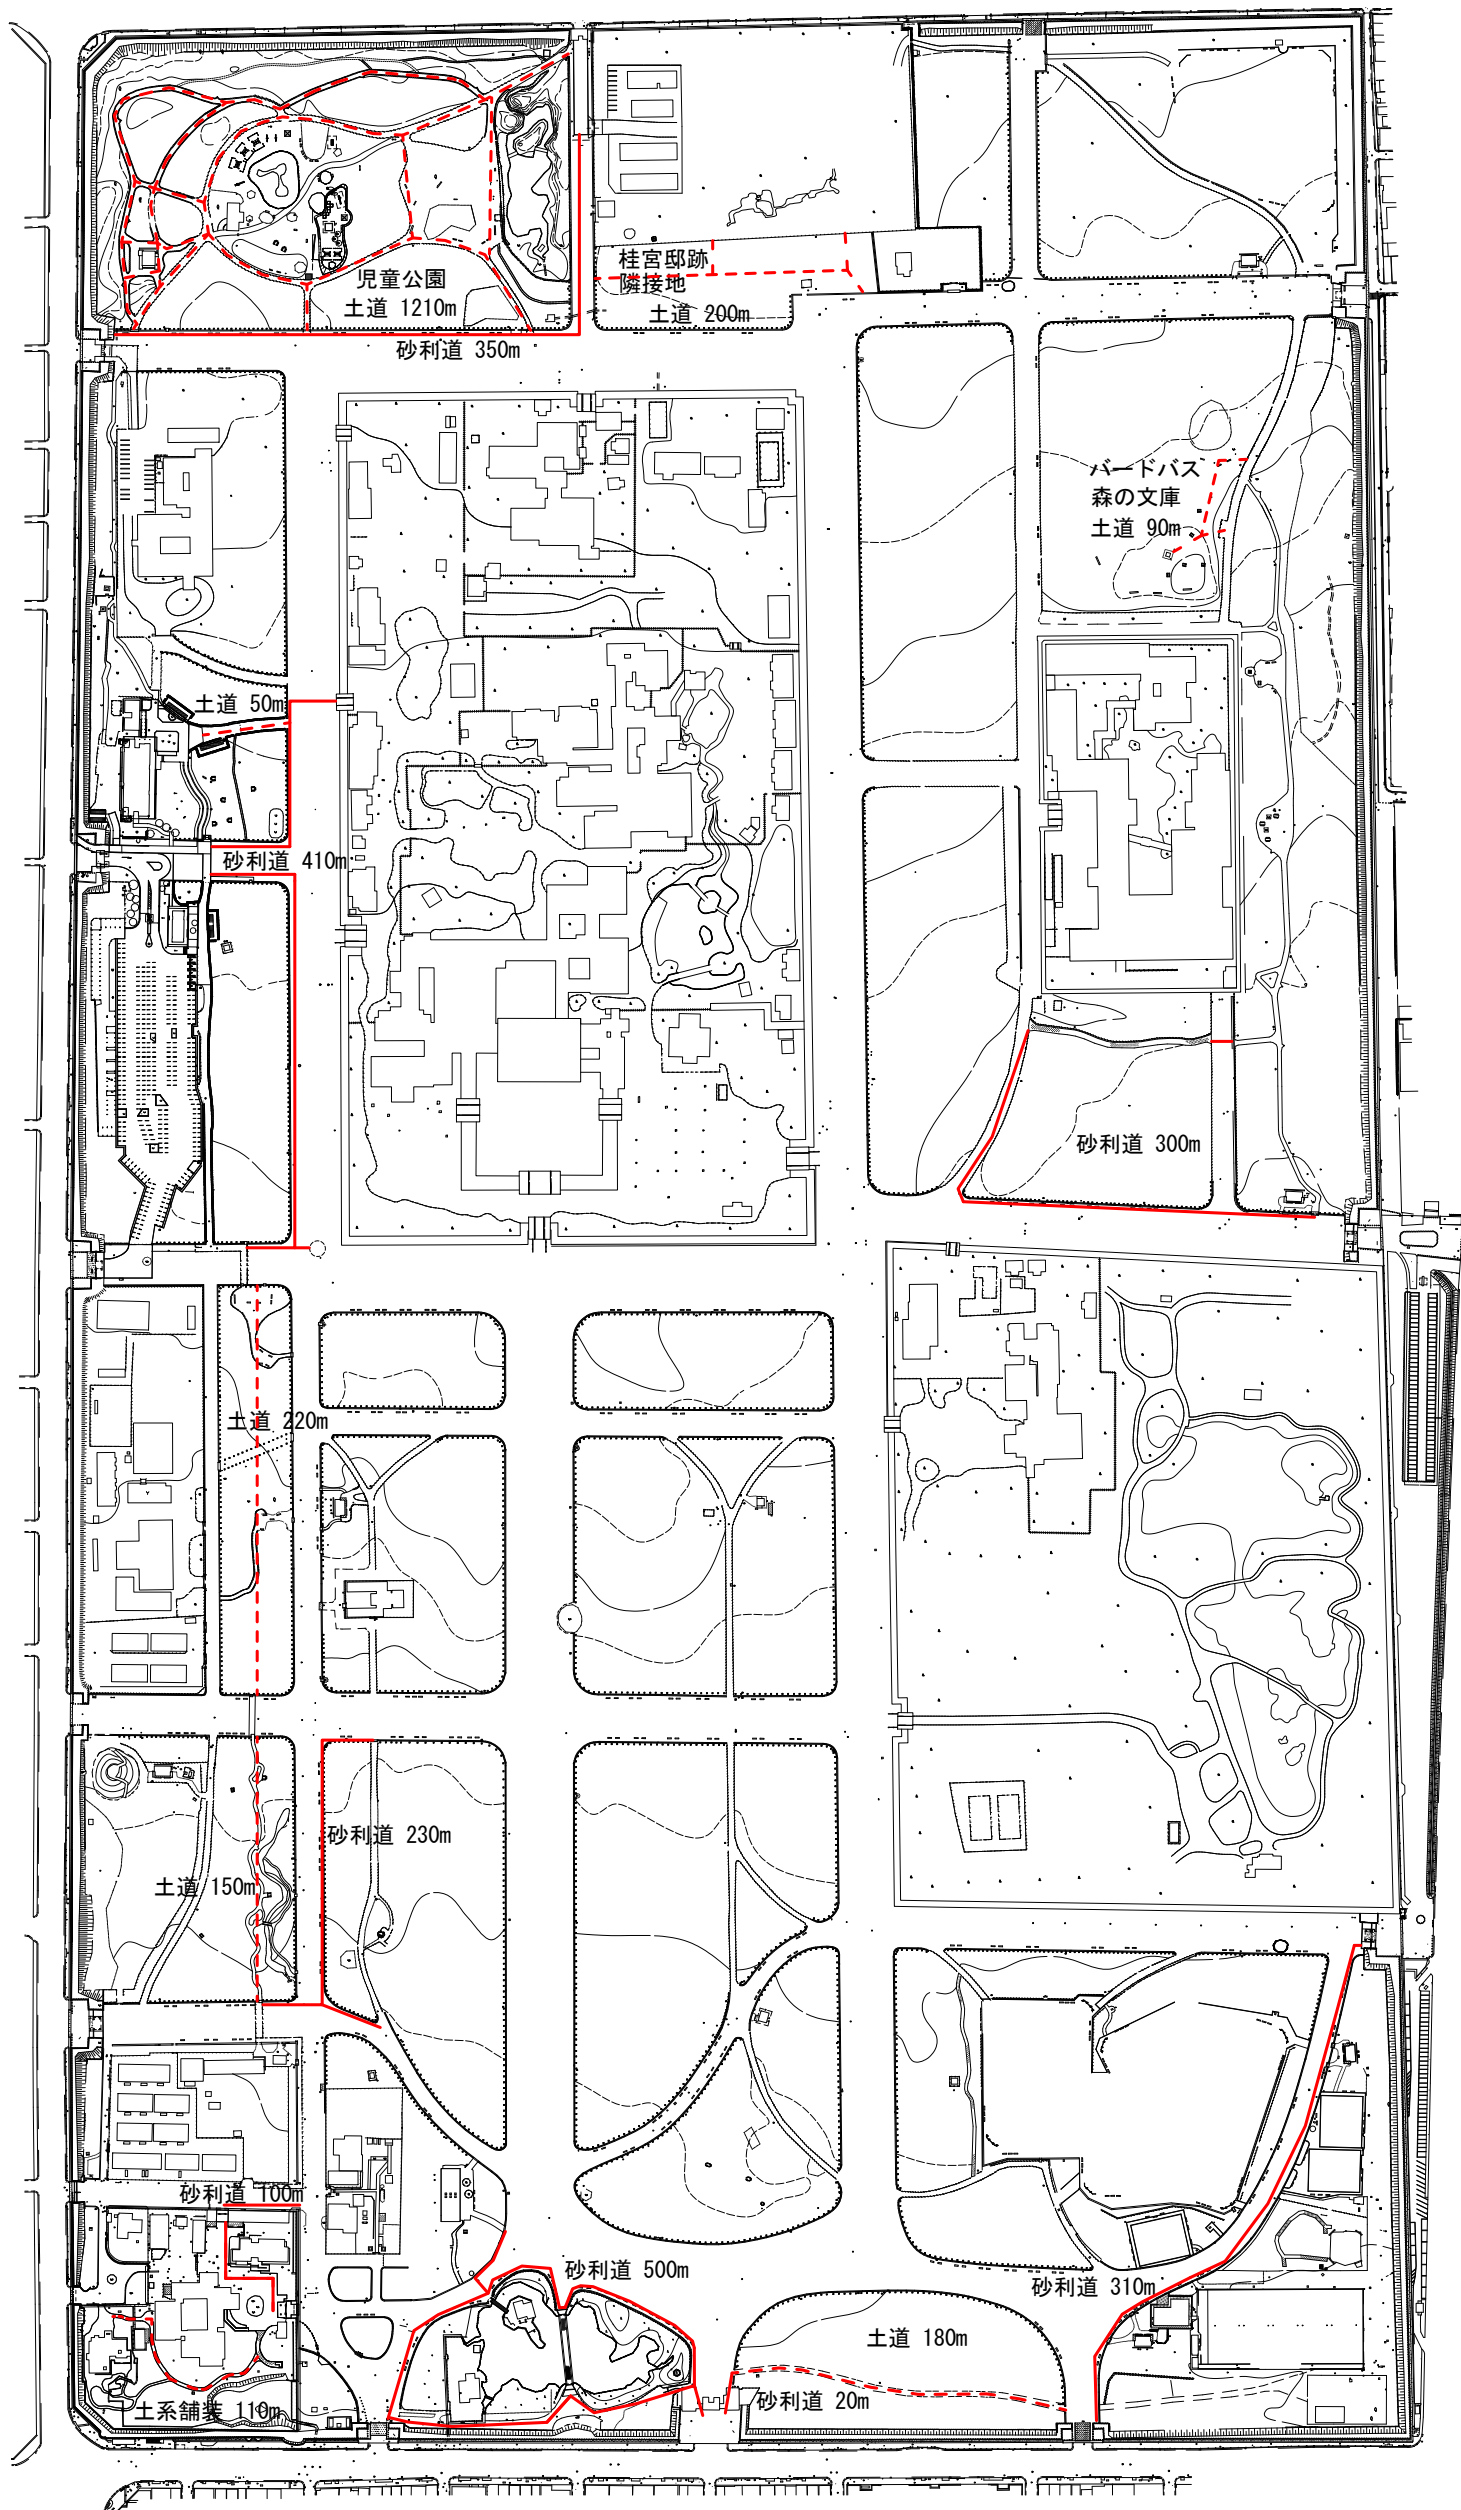 児童公園
土道 1210m
桂宮邸跡
隣接地
土道 200m
砂利道 350m
バードバス
森の文庫
土道 90m
土道 50m
砂利道 410m
砂利道 300m
土道 220m
砂利道 230m
土道 150m
砂利道 100m
砂利道 500m
砂利道 310m
土道 180m
砂利道 20m
土系舗装 110m